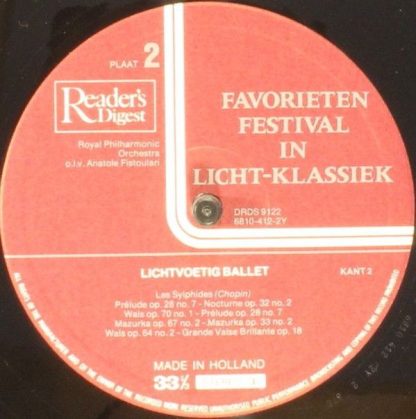 PLAAT 2
Reader's
Digest
Royal Philharmonic
Orchestra
o.l.v. Anatole Fistoulari
FAVORIETEN
FESTIVAL
IN
LICHT-KLASSIEK
DRDS 9122
6810-412-2Y
LICHTVOETIG BALLET
KANT 2
Les Sylphides (Chopin)
Prélude op. 28 no. 7 - Nocturne op. 32 no. 2
Wals op. 70 no. 1 - Prélude op. 28 no. 7
Mazurka op. 67 no. 2 - Mazurka op. 33 no. 2
Wals op. 64 no. 2 - Grande Valse Brillante op. 18
MADE IN HOLLAND
33⅓